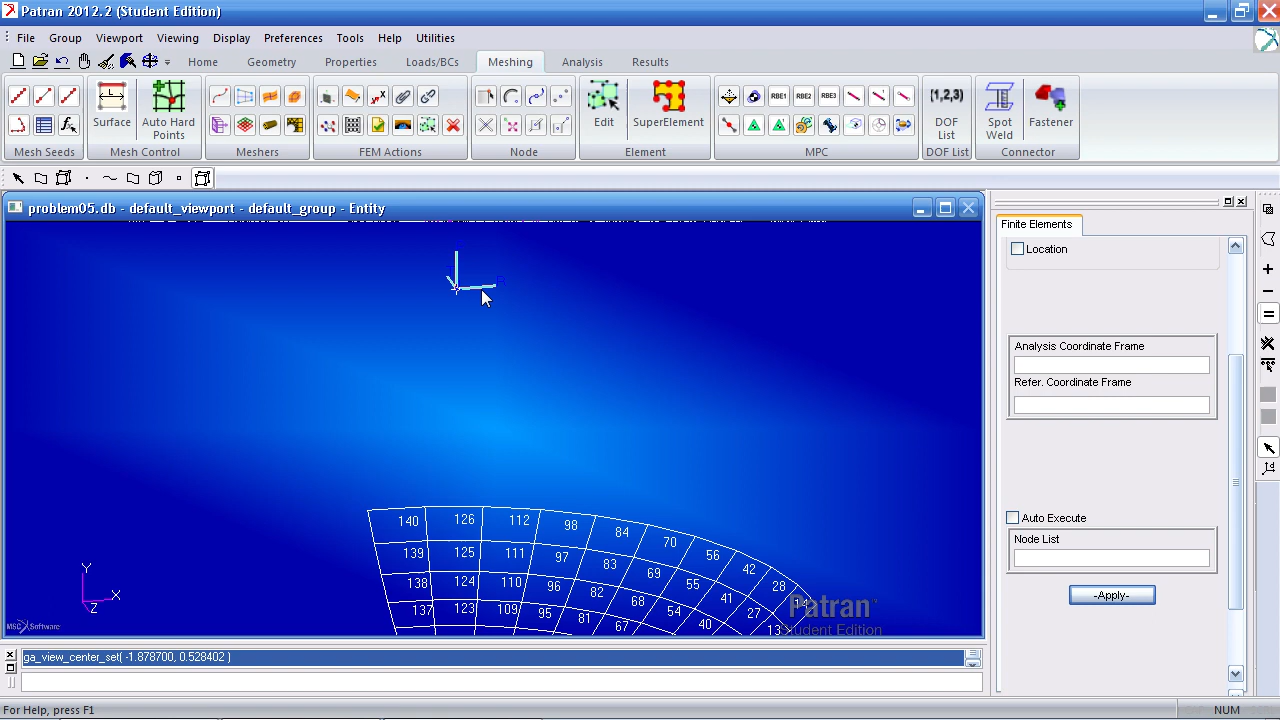 Patran 2012.2 (Student Edition)
File Group Viewport Viewing Display Preferences Tools Help Utilities
Home Geometry Properties Loads/BCs Meshing Analysis Results
RBE1 RBE2 RBE3 (1,2,3)
Surface Auto Hard Points Edit SuperElement DOF List Spot Weld Fastener
Mesh Seeds Mesh Control Meshers FEM Actions Node Element MPC DOF List Connector
problem05.db - default_viewport - default_group - Entity
Finite Elements
Location
Analysis Coordinate Frame
Refer. Coordinate Frame
Auto Execute
Node List
-Apply-
140 126 112 98 84 70 56 42 28
139 125 111 97 83 69 55 41 27
138 124 110 96 82 68 54 40
137 123 109 95 81 67
Y
X
Z
Patran
Student Edition
MSC Software
ga_view_center_set( -1.878700, 0.528402 )
For Help, press F1
NUM